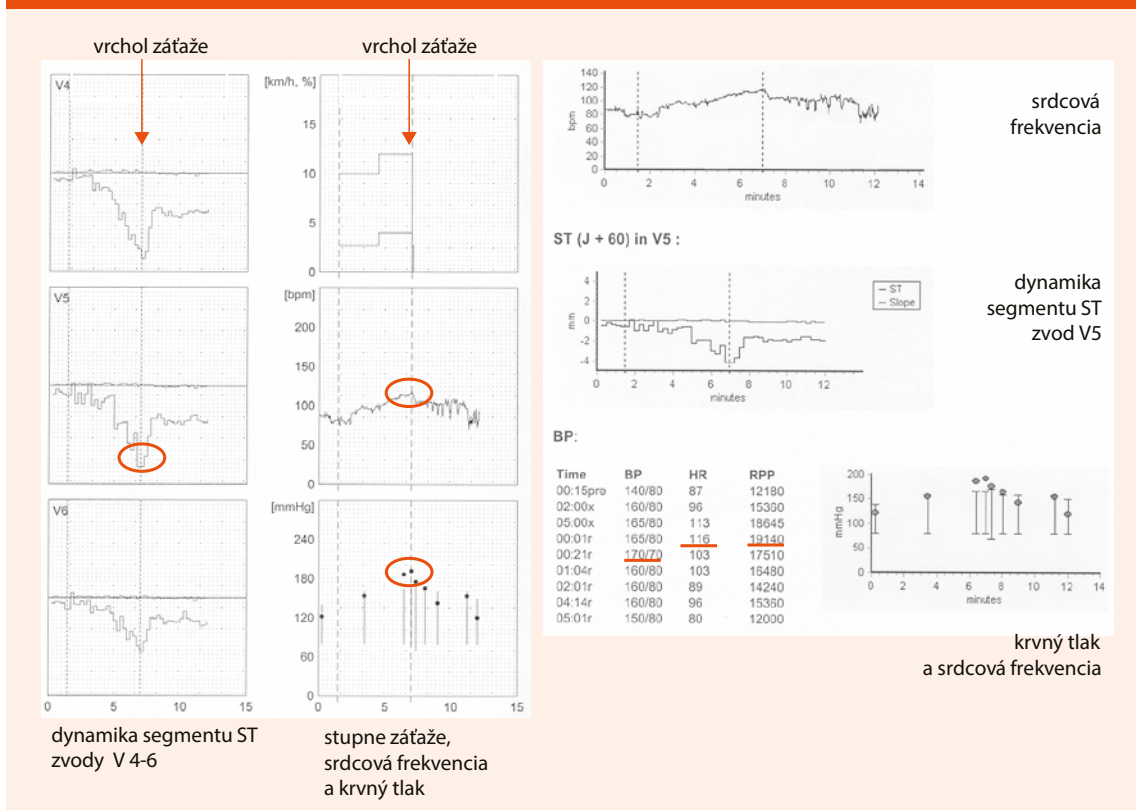 vrchol záťaže
vrchol záťaže
V4
[km/h, %]
15
10
5
0
V5
[bpm]
200
150
100
50
0
V6
[mmHg]
240
180
120
60
0
0
5
10
15
0
5
10
15
dynamika segmentu ST
zvody V 4-6
stupne záťaže,
srdcová frekvencia
a krvný tlak
140
120
100
80
60
40
20
0
bpm
0 2 4 6 8 10 12 14
minutes
srdcová
frekvencia
ST (J + 60) in V5 :
4
2
0
-2
-4
mm
0 2 4 6 8 10 12
minutes
– ST
– Slope
dynamika
segmentu ST
zvod V5
BP:
Time BP HR RPP
00:15pre 140/80 87 12180
02:00x 160/80 96 15360
05:00x 165/80 113 18645
00:01r 165/80 116 19140
00:21r 170/70 103 17510
01:04r 160/80 103 16480
02:01r 160/80 89 14240
04:14r 160/80 96 15360
05:01r 150/80 80 12000
200
150
100
50
0
mmHg
0 2 4 6 8 10 12 14
minutes
krvný tlak
a srdcová frekvencia